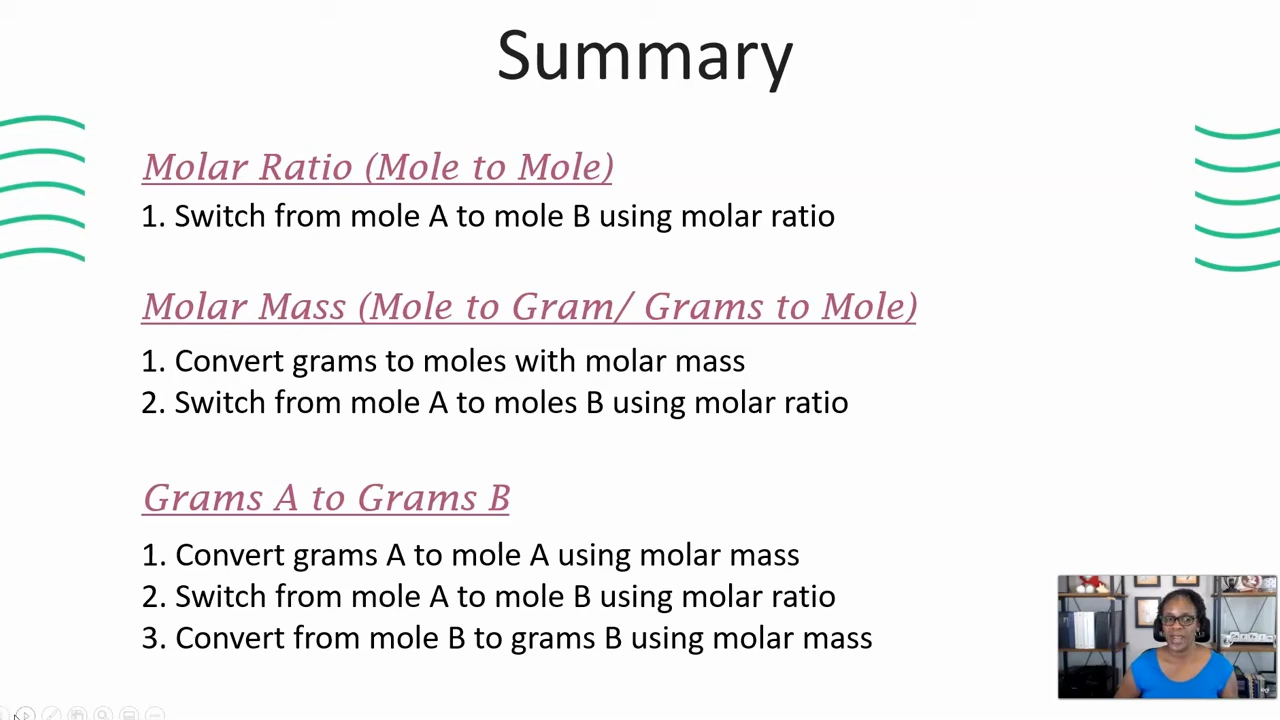 Summary
Molar Ratio (Mole to Mole)
1. Switch from mole A to mole B using molar ratio
Molar Mass (Mole to Gram/ Grams to Mole)
1. Convert grams to moles with molar mass
2. Switch from mole A to moles B using molar ratio
Grams A to Grams B
1. Convert grams A to mole A using molar mass
2. Switch from mole A to mole B using molar ratio
3. Convert from mole B to grams B using molar mass